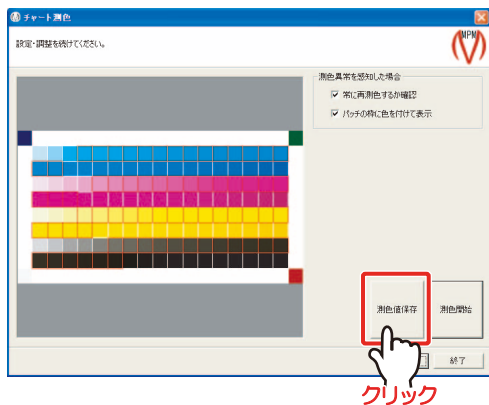 チャート測色
設定・調整を続けてください。
MPM
測色異常を感知した場合
常に再測色するか確認
パッチの枠に色を付けて表示
測色値保存
測色開始
終了
クリック